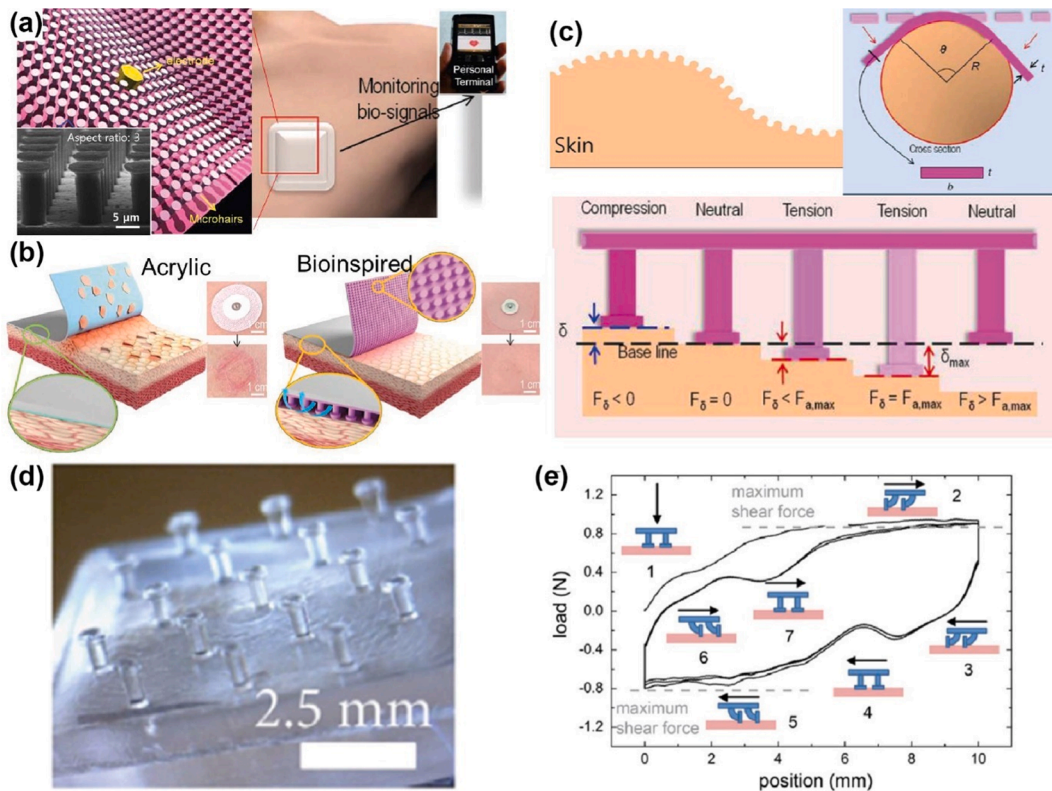 (a)
electrode
Aspect ratio: 3
5 μm
Microhairs
Monitoring
bio-signals
Personal
Terminal
(b)
Acrylic
1 cm
1 cm
Bioinspired
1 cm
1 cm
(c)
Skin
θ
R
t
Cross section
t
b
Compression
Neutral
Tension
Tension
Neutral
δ
Base line
δmax
Fδ < 0
Fδ = 0
Fδ < Fa,max
Fδ = Fa,max
Fδ > Fa,max
(d)
2.5 mm
(e)
load (N)
1.2
0.8
0.4
0.0
-0.4
-0.8
-1.2
maximum
shear force
1
2
3
4
5
6
7
maximum
shear force
0
2
4
6
8
10
position (mm)